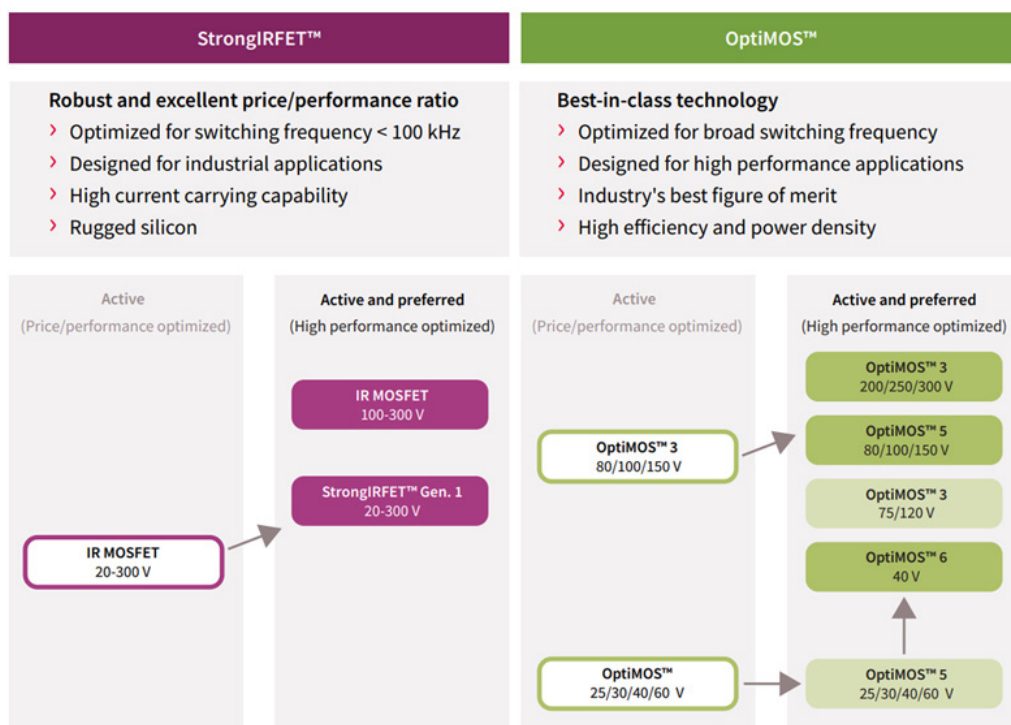 StrongIRFET™
OptiMOS™
Robust and excellent price/performance ratio
› Optimized for switching frequency < 100 kHz
› Designed for industrial applications
› High current carrying capability
› Rugged silicon
Best-in-class technology
› Optimized for broad switching frequency
› Designed for high performance applications
› Industry's best figure of merit
› High efficiency and power density
Active
(Price/performance optimized)
IR MOSFET
20-300 V
Active and preferred
(High performance optimized)
IR MOSFET
100-300 V
StrongIRFET™ Gen. 1
20-300 V
Active
(Price/performance optimized)
OptiMOS™ 3
80/100/150 V
OptiMOS™
25/30/40/60 V
Active and preferred
(High performance optimized)
OptiMOS™ 3
200/250/300 V
OptiMOS™ 5
80/100/150 V
OptiMOS™ 3
75/120 V
OptiMOS™ 6
40 V
OptiMOS™ 5
25/30/40/60 V